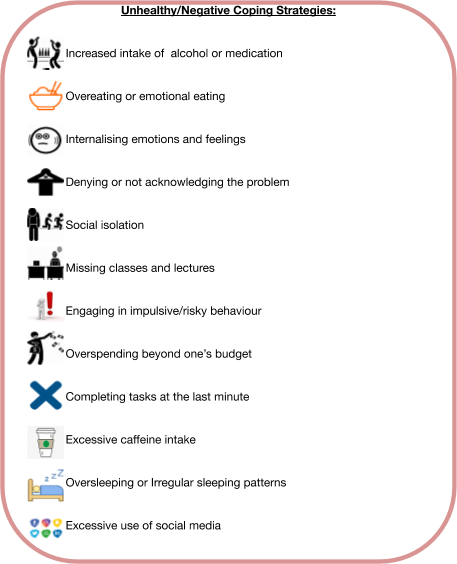 Unhealthy/Negative Coping Strategies:
Increased intake of  alcohol or medication
Overeating or emotional eating
Internalising emotions and feelings
Denying or not acknowledging the problem
Social isolation
Missing classes and lectures
Engaging in impulsive/risky behaviour
Overspending beyond one's budget
Completing tasks at the last minute
Excessive caffeine intake
Oversleeping or Irregular sleeping patterns
Excessive use of social media